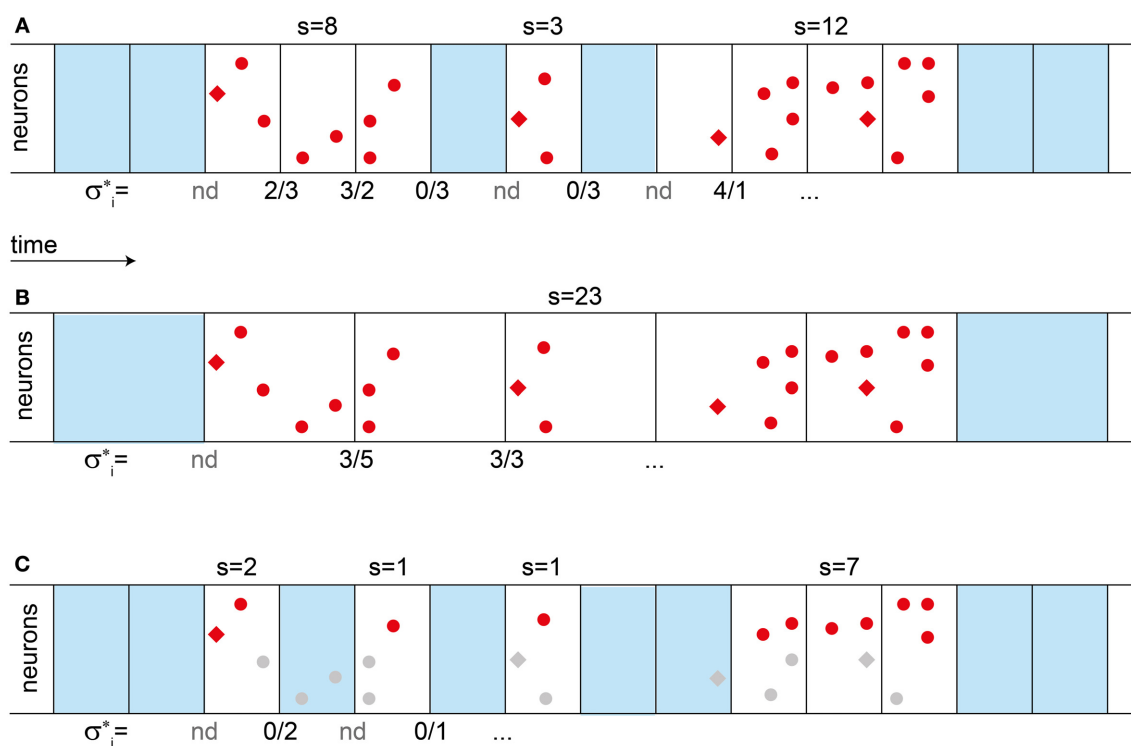 A
s=8 s=3 s=12
neurons
σ*i= nd 2/3 3/2 0/3 nd 0/3 nd 4/1 ...
time
B
s=23
neurons
σ*i= nd 3/5 3/3 ...
C
s=2 s=1 s=1 s=7
neurons
σ*i= nd 0/2 nd 0/1 ...